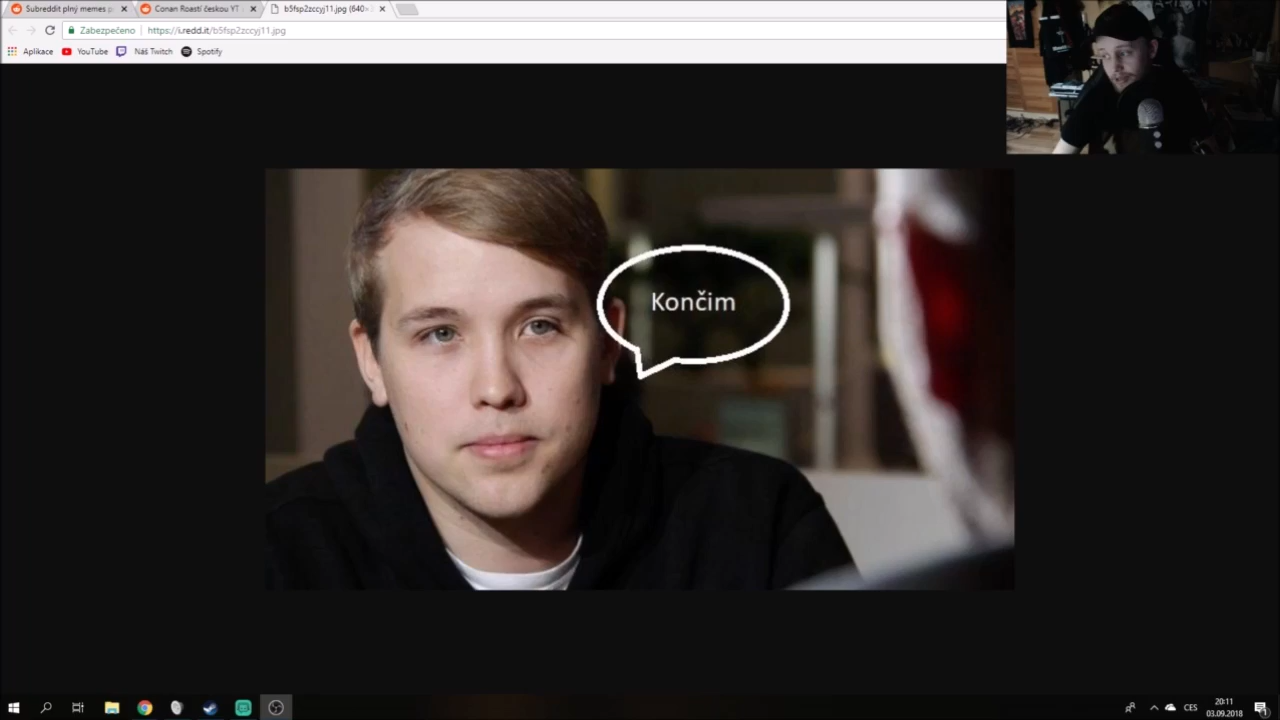 Subreddit plný memes p
Conan Roastí českou YT -
b5fsp2zccyj11.jpg (640×
Zabezpečeno
https://i.redd.it/b5fsp2zccyj11.jpg
Aplikace
YouTube
Náš Twitch
Spotify
Končim
CES
20:11
03.09.2018